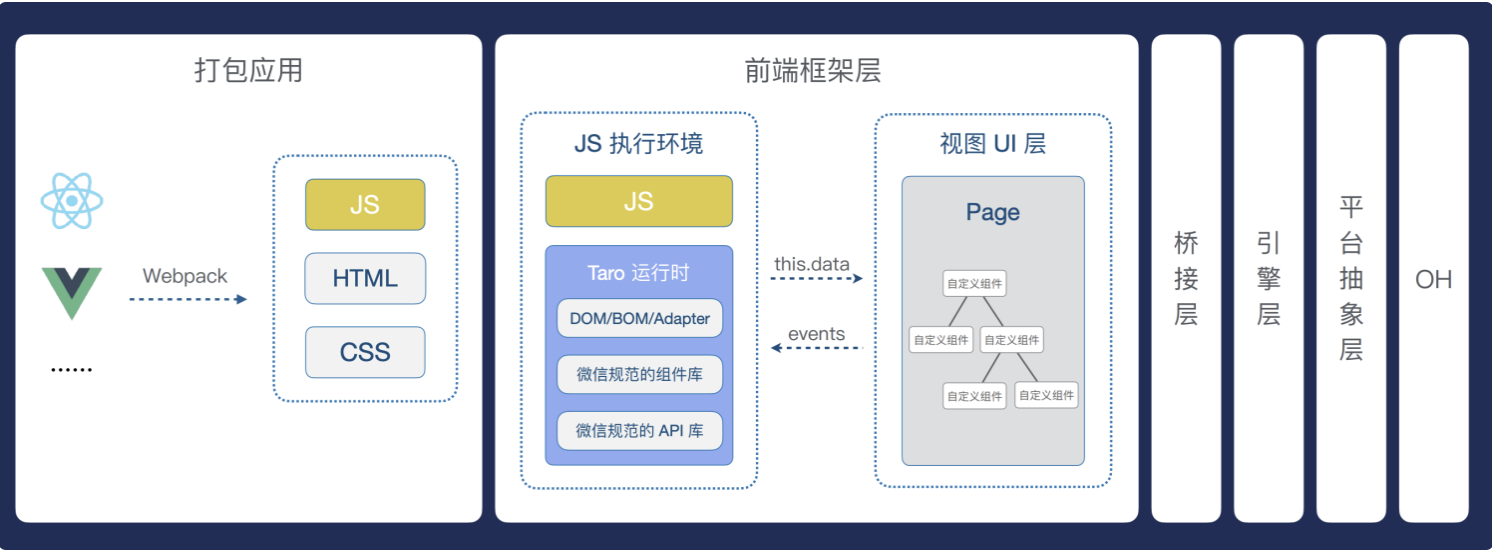 打包应用
Webpack
......
JS
HTML
CSS
前端框架层
JS 执行环境
JS
Taro 运行时
DOM/BOM/Adapter
微信规范的组件库
微信规范的 API 库
this.data
events
视图 UI 层
Page
自定义组件
自定义组件
自定义组件
自定义组件
自定义组件
桥接层
引擎层
平台抽象层
OH